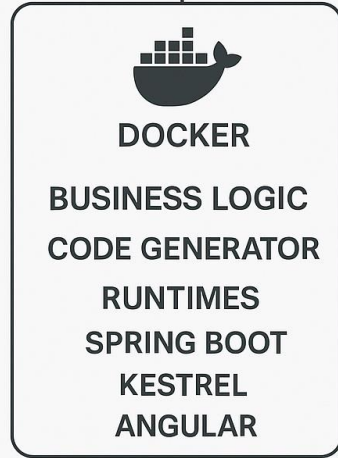 DOCKER
BUSINESS LOGIC
CODE GENERATOR
RUNTIMES
SPRING BOOT
KESTREL
ANGULAR